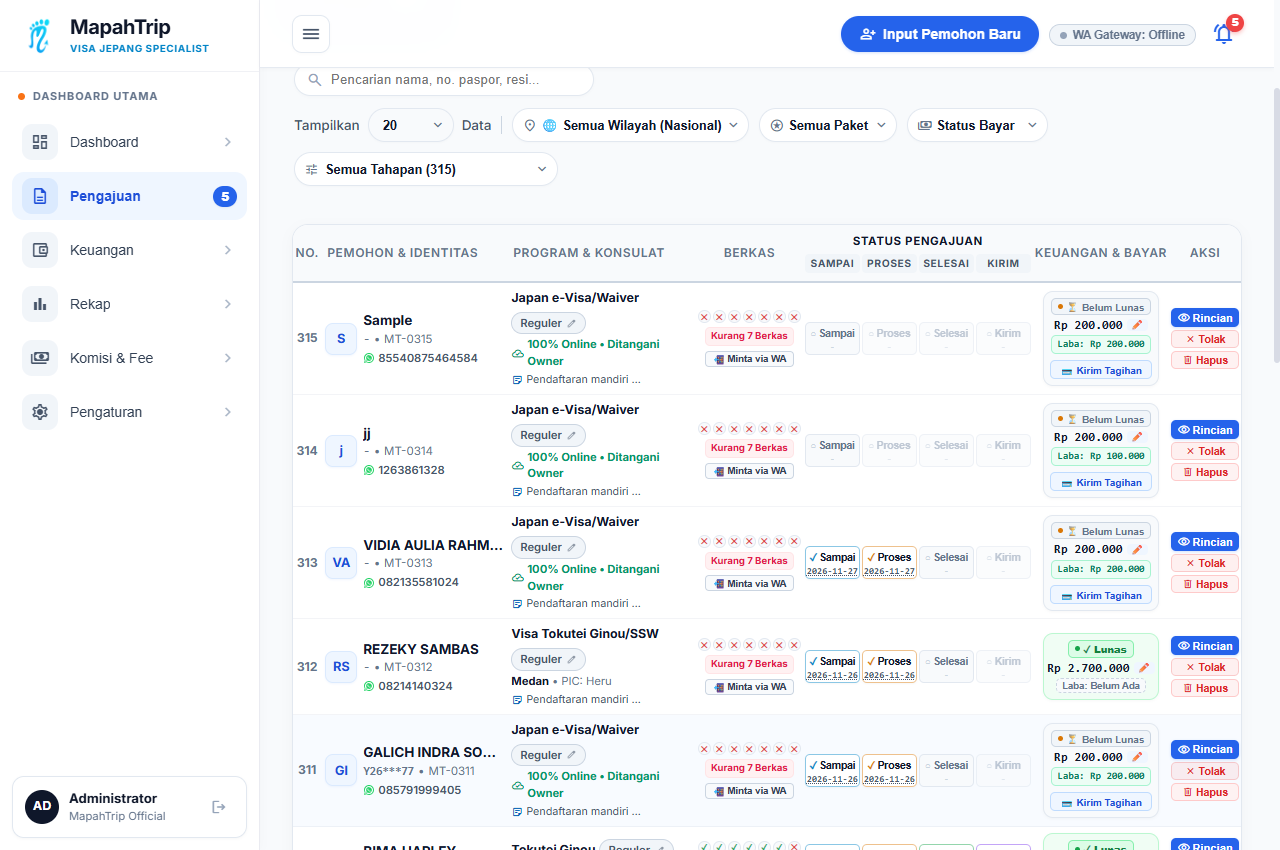 MapahTrip
VISA JEPANG SPECIALIST
DASHBOARD UTAMA
Dashboard
Pengajuan 5
Keuangan
Rekap
Komisi & Fee
Pengaturan
AD Administrator
MapahTrip Official
Input Pemohon Baru
WA Gateway: Offline
5
Pencarian nama, no. paspor, resi...
Tampilkan 20 Data Semua Wilayah (Nasional) Semua Paket Status Bayar
Semua Tahapan (315)
NO. PEMOHON & IDENTITAS PROGRAM & KONSULAT BERKAS STATUS PENGAJUAN KEUANGAN & BAYAR AKSI
SAMPAI PROSES SELESAI KIRIM
315 S Sample
- • MT-0315
85540875464584
Japan e-Visa/Waiver
Reguler
100% Online • Ditangani
Owner
Pendaftaran mandiri ...
Kurang 7 Berkas
Minta via WA
Sampai - Proses - Selesai - Kirim -
Belum Lunas
Rp 200.000
Laba: Rp 200.000
Kirim Tagihan
Rincian
Tolak
Hapus
314 j jj
- • MT-0314
1263861328
Japan e-Visa/Waiver
Reguler
100% Online • Ditangani
Owner
Pendaftaran mandiri ...
Kurang 7 Berkas
Minta via WA
Sampai - Proses - Selesai - Kirim -
Belum Lunas
Rp 200.000
Laba: Rp 100.000
Kirim Tagihan
Rincian
Tolak
Hapus
313 VA VIDIA AULIA RAHM...
- • MT-0313
082135581024
Japan e-Visa/Waiver
Reguler
100% Online • Ditangani
Owner
Pendaftaran mandiri ...
Kurang 7 Berkas
Minta via WA
✓ Sampai ✓ Proses Selesai Kirim
2026-11-27 2026-11-27 - -
Belum Lunas
Rp 200.000
Laba: Rp 200.000
Kirim Tagihan
Rincian
Tolak
Hapus
312 RS REZEKY SAMBAS
- • MT-0312
08214140324
Visa Tokutei Ginou/SSW
Reguler
Medan • PIC: Heru
Pendaftaran mandiri ...
Kurang 7 Berkas
Minta via WA
✓ Sampai ✓ Proses Selesai Kirim
2026-11-26 2026-11-26 - -
✓ Lunas
Rp 2.700.000
Laba: Belum Ada
Rincian
Tolak
Hapus
311 GI GALICH INDRA SO...
Y26***77 • MT-0311
085791999405
Japan e-Visa/Waiver
Reguler
100% Online • Ditangani
Owner
Pendaftaran mandiri ...
Kurang 7 Berkas
Minta via WA
✓ Sampai ✓ Proses Selesai Kirim
2026-11-26 2026-11-26 - -
Belum Lunas
Rp 200.000
Laba: Rp 200.000
Kirim Tagihan
Rincian
Tolak
Hapus
Tokutei Ginou Reguler
✓ Lunas
Rincian